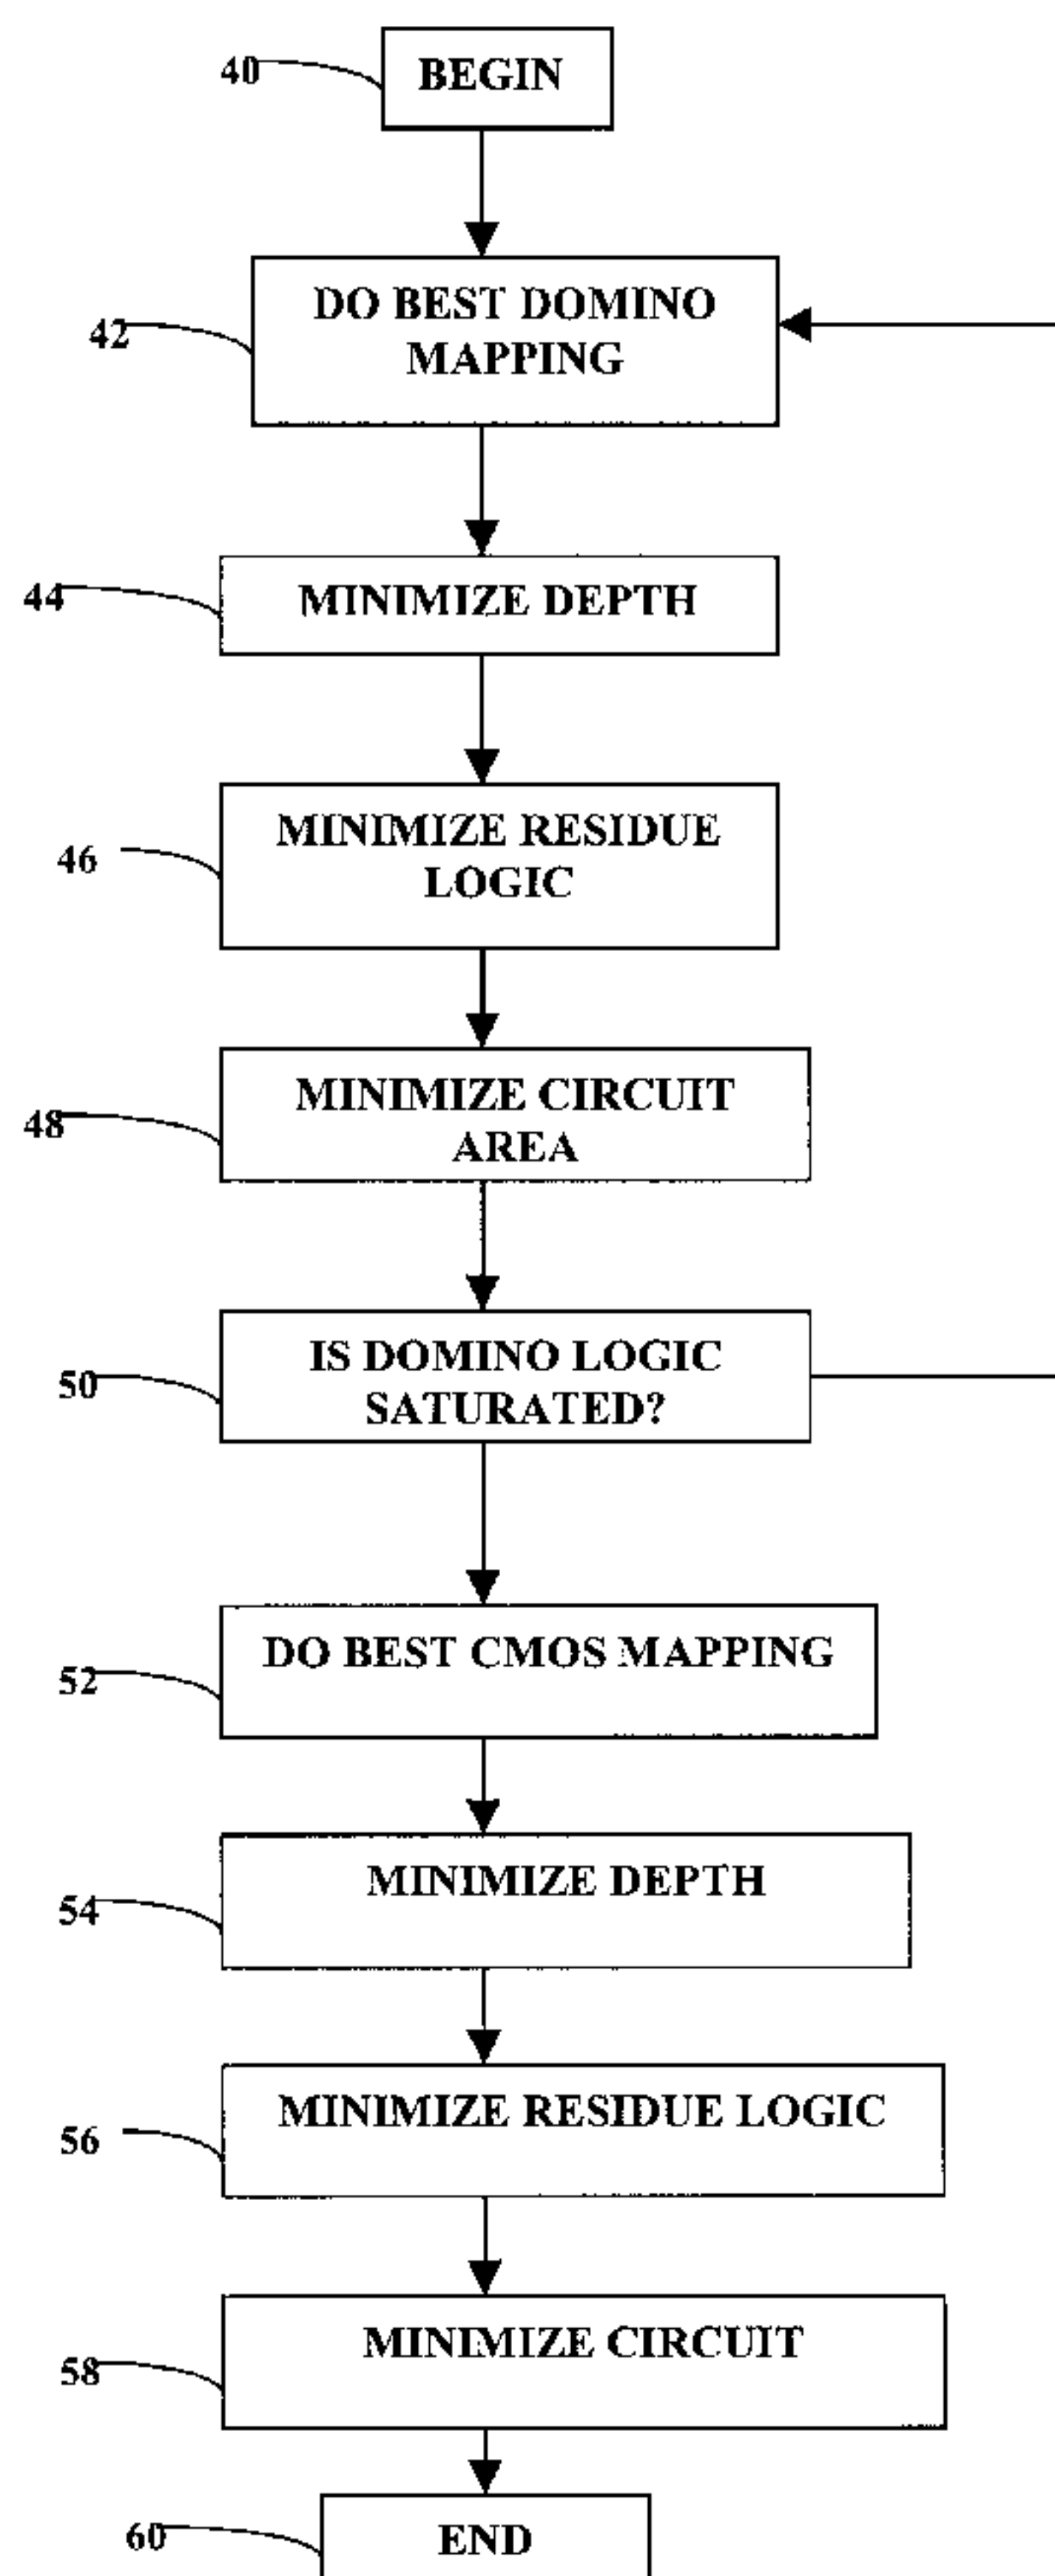 40
BEGIN
42
DO BEST DOMINO
MAPPING
44
MINIMIZE DEPTH
46
MINIMIZE RESIDUE
LOGIC
48
MINIMIZE CIRCUIT
AREA
50
IS DOMINO LOGIC
SATURATED?
52
DO BEST CMOS MAPPING
54
MINIMIZE DEPTH
56
MINIMIZE RESIDUE LOGIC
58
MINIMIZE CIRCUIT
60
END